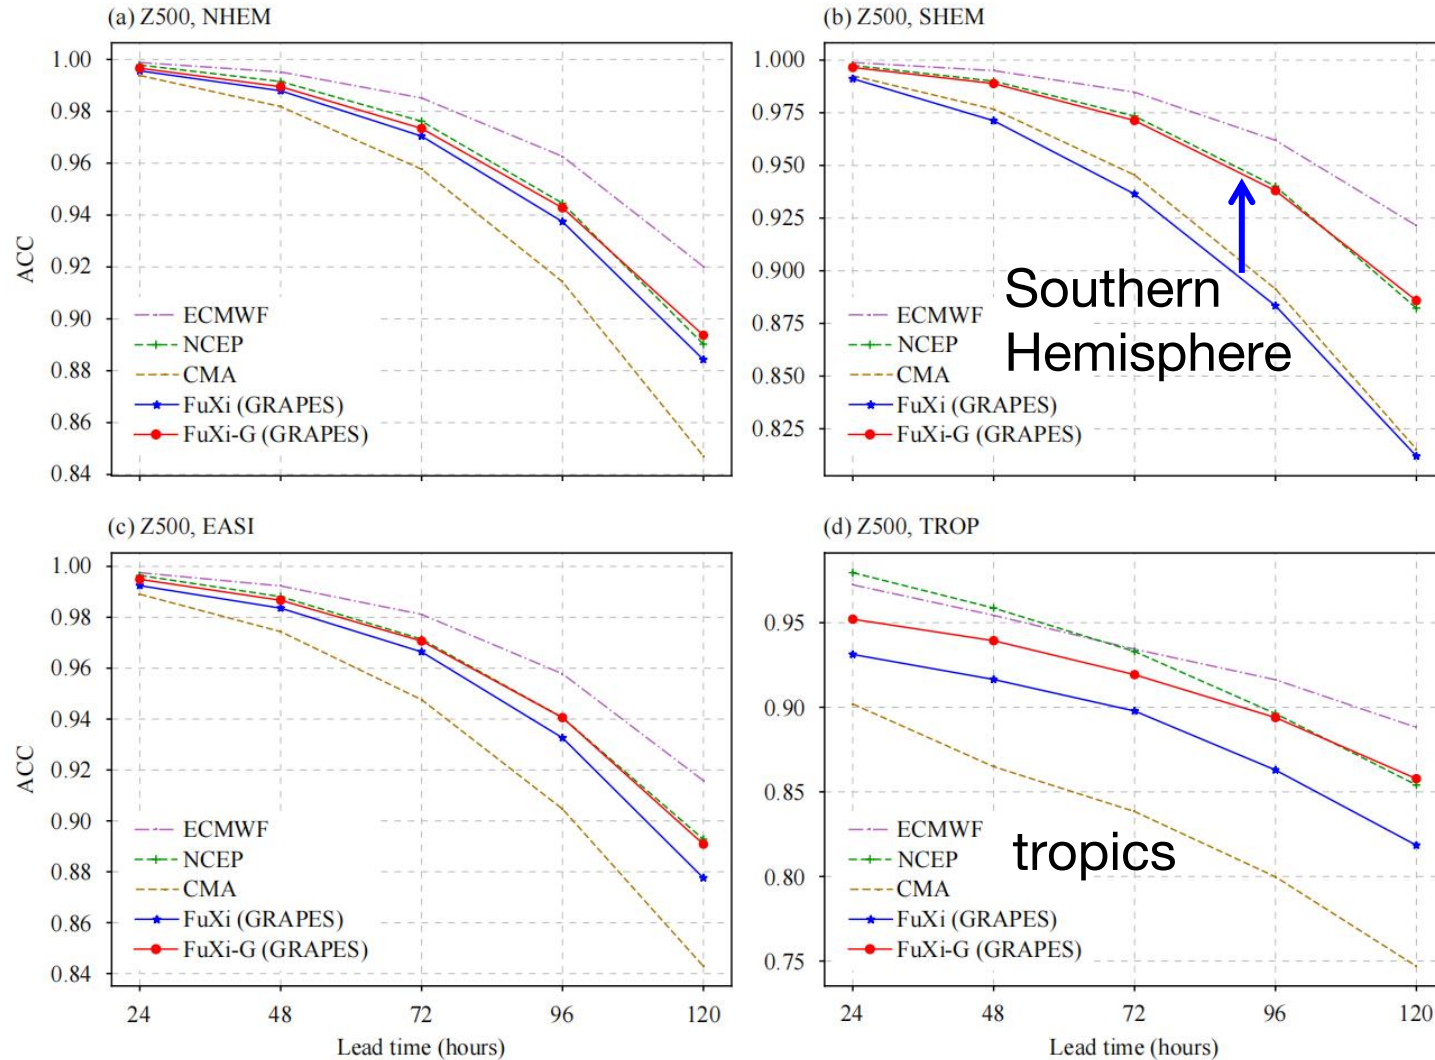 (a) Z500, NHEM
1.00
0.98
0.96
0.94
0.92
0.90
0.88
0.86
0.84
ACC
ECMWF
NCEP
CMA
FuXi (GRAPES)
FuXi-G (GRAPES)
(b) Z500, SHEM
1.000
0.975
0.950
0.925
0.900
0.875
0.850
0.825
Southern
Hemisphere
ECMWF
NCEP
CMA
FuXi (GRAPES)
FuXi-G (GRAPES)
(c) Z500, EASI
1.00
0.98
0.96
0.94
0.92
0.90
0.88
0.86
0.84
ACC
ECMWF
NCEP
CMA
FuXi (GRAPES)
FuXi-G (GRAPES)
24 48 72 96 120
Lead time (hours)
(d) Z500, TROP
0.95
0.90
0.85
0.80
0.75
tropics
ECMWF
NCEP
CMA
FuXi (GRAPES)
FuXi-G (GRAPES)
24 48 72 96 120
Lead time (hours)